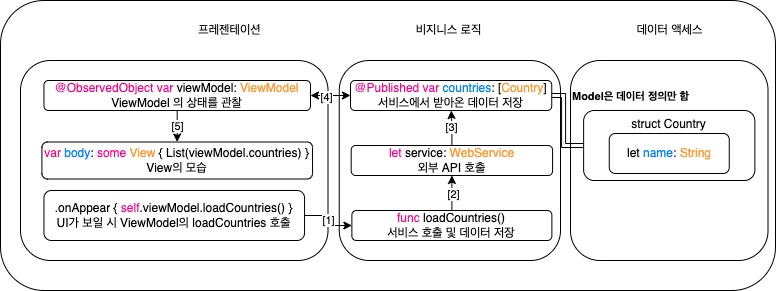 프레젠테이션
비지니스 로직
데이터 액세스
@ObservedObject var viewModel: ViewModel
ViewModel 의 상태를 관찰
[5]
var body: some View { List(viewModel.countries) }
View의 모습
.onAppear { self.viewModel.loadCountries() }
UI가 보일 시 ViewModel의 loadCountries 호출
[4]
[1]
@Published var countries: [Country]
서비스에서 받아온 데이터 저장
[3]
let service: WebService
외부 API 호출
[2]
func loadCountries()
서비스 호출 및 데이터 저장
Model은 데이터 정의만 함
struct Country
let name: String